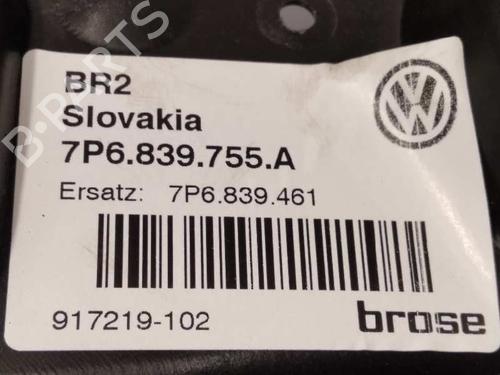 BR2
Slovakia
7P6.839.755.A
Ersatz: 7P6.839.461
917219-102
brose
B-PARTS